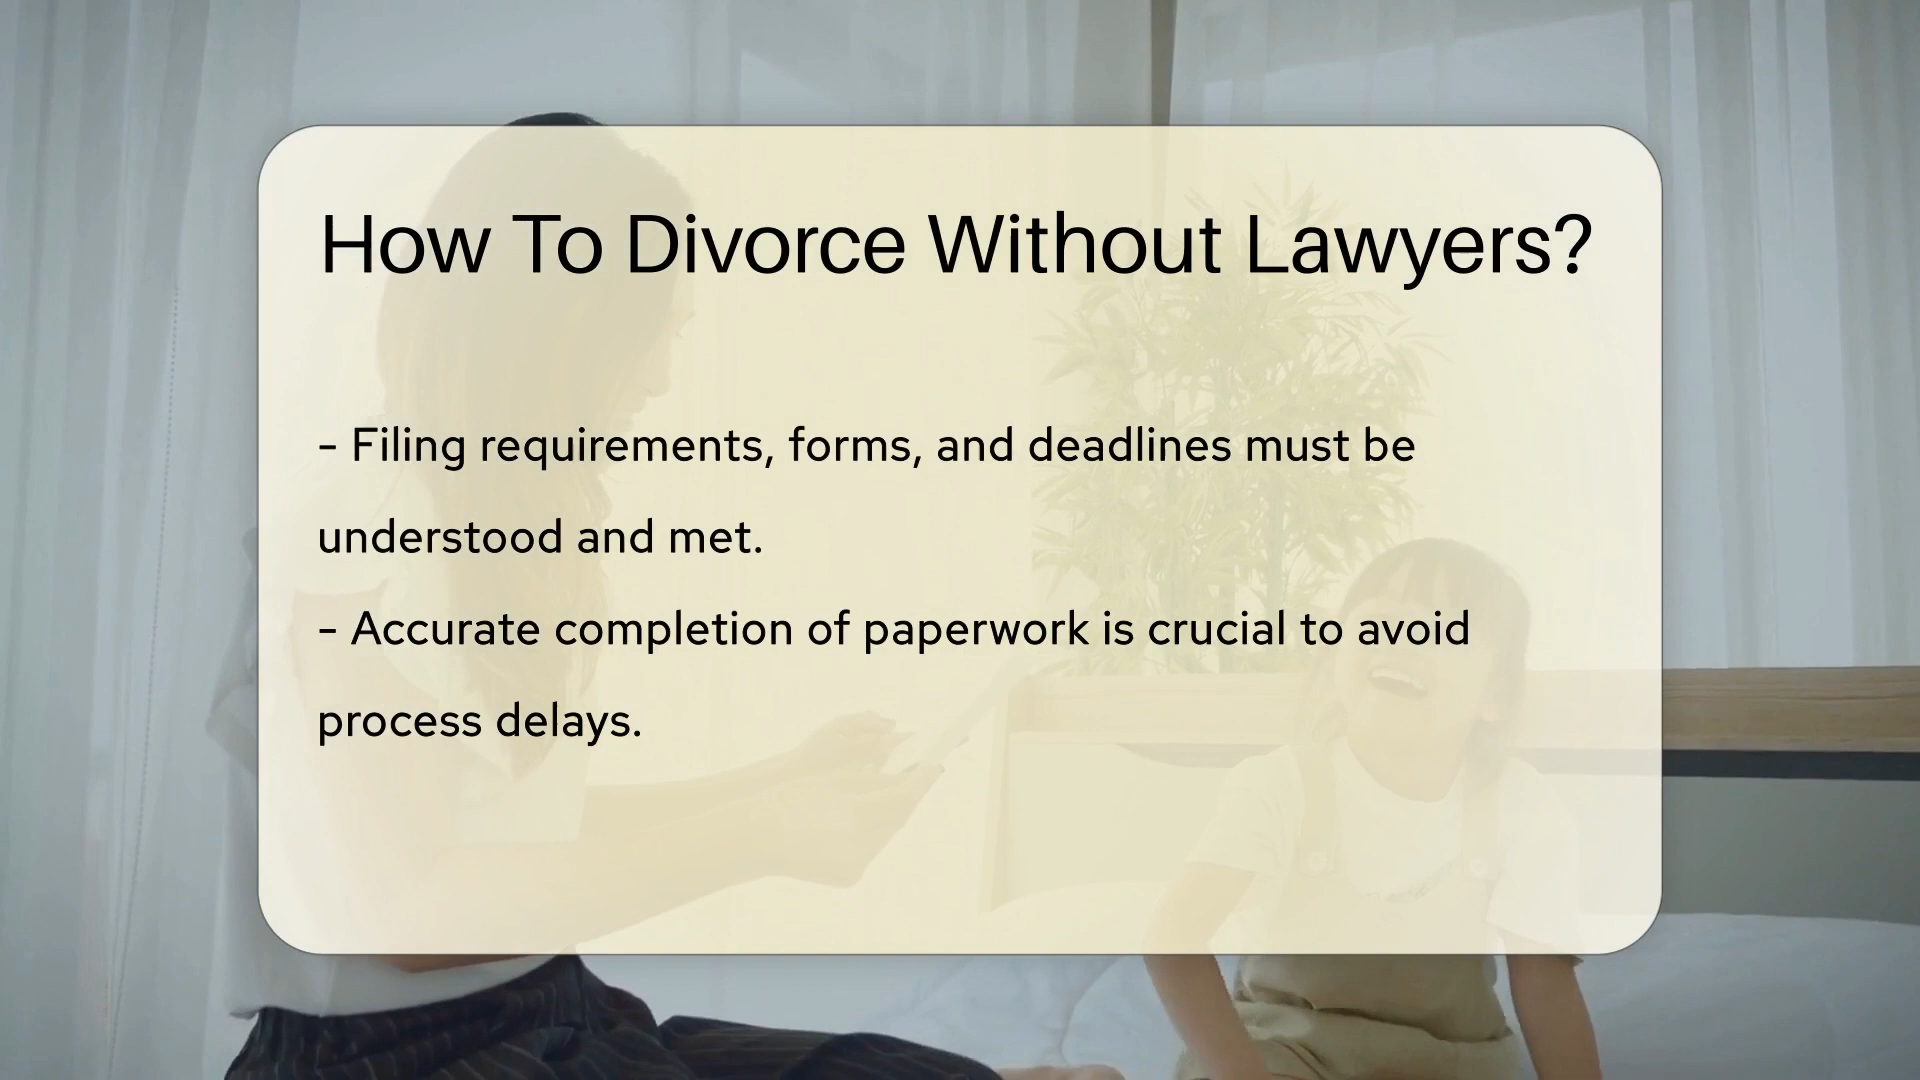 How To Divorce Without Lawyers?
- Filing requirements, forms, and deadlines must be
understood and met.
- Accurate completion of paperwork is crucial to avoid
process delays.